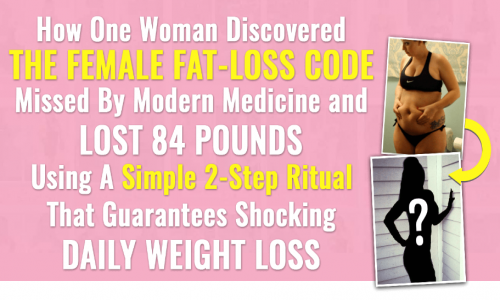 How One Woman Discovered
THE FEMALE FAT-LOSS CODE
Missed By Modern Medicine and
LOST 84 POUNDS
Using A Simple 2-Step Ritual
That Guarantees Shocking
DAILY WEIGHT LOSS
?